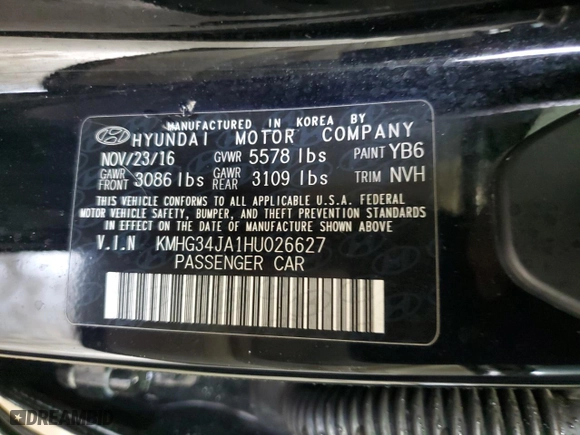 MANUFACTURED IN KOREA BY
HYUNDAI MOTOR COMPANY
NOV/23/16 GVWR 5578 lbs PAINT YB6
GAWR FRONT 3086 lbs GAWR REAR 3109 lbs TRIM NVH
THIS VEHICLE CONFORMS TO ALL APPLICABLE U.S.A. FEDERAL
MOTOR VEHICLE SAFETY, BUMPER, AND THEFT PREVENTION STANDARDS
IN EFFECT ON THE DATE OF MANUFACTURE SHOWN ABOVE.
V.I.N KMHG34JA1HU026627
PASSENGER CAR
DREAMBID